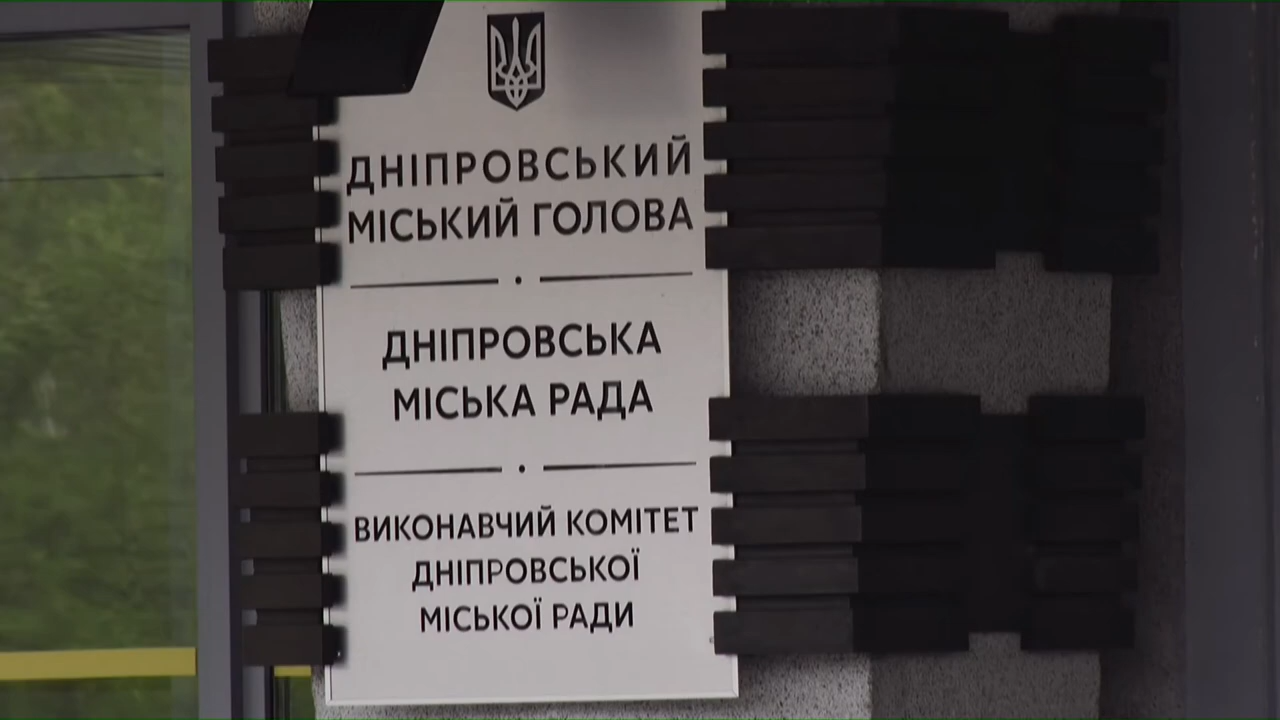 ДНІПРОВСЬКИЙ
МІСЬКИЙ ГОЛОВА
ДНІПРОВСЬКА
МІСЬКА РАДА
ВИКОНАВЧИЙ КОМІТЕТ
ДНІПРОВСЬКОЇ
МІСЬКОЇ РАДИ